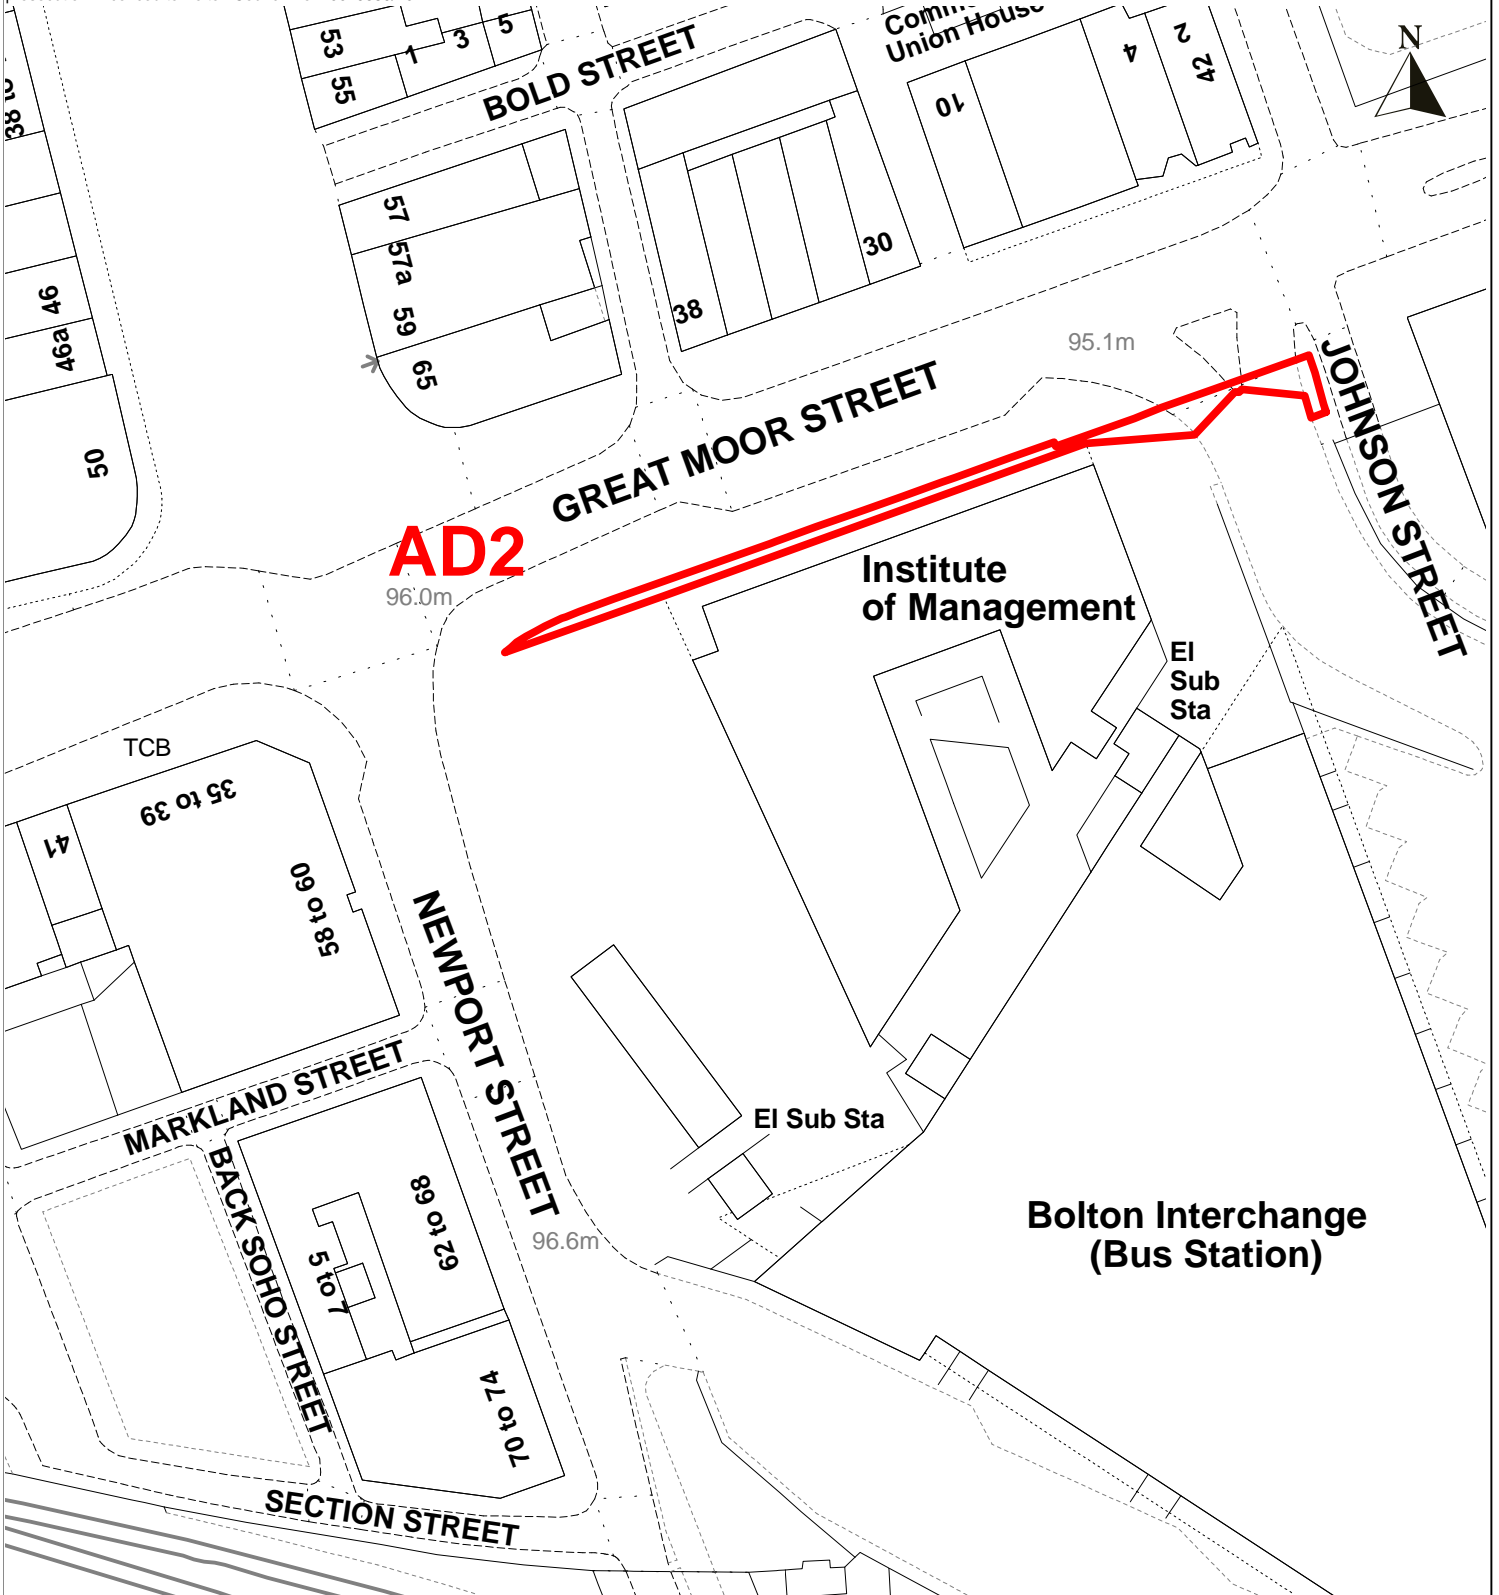 53
1
3
5
55
BOLD STREET
Union House
10
4
2
42
N
57
57a
59
65
38
30
46
46a
50
95.1m
GREAT MOOR STREET
JOHNSON STREET
AD2
96.0m
Institute
of Management
El
Sub
Sta
TCB
35 to 39
41
58 to 60
NEWPORT STREET
MARKLAND STREET
BACK SOHO STREET
62 to 68
5 to 7
El Sub Sta
96.6m
Bolton Interchange
(Bus Station)
70 to 74
SECTION STREET